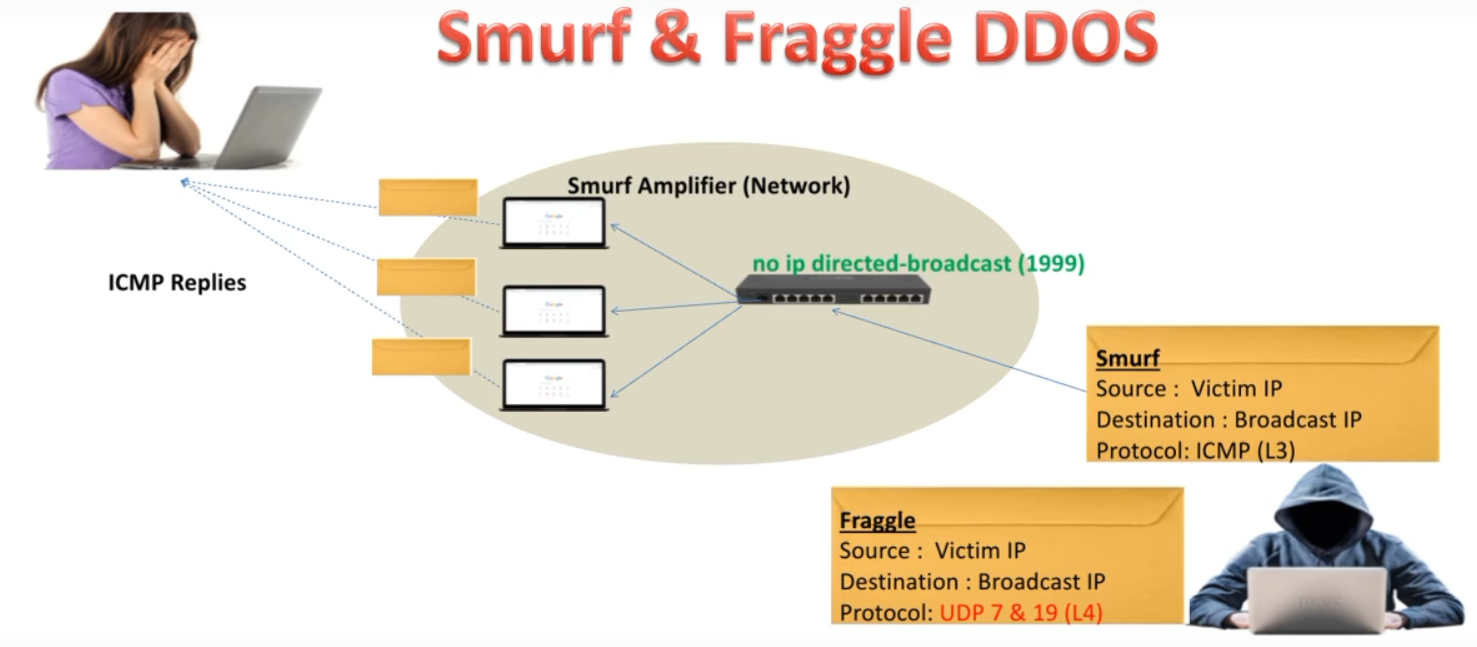 Smurf & Fraggle DDOS
Smurf Amplifier (Network)
no ip directed-broadcast (1999)
ICMP Replies
Smurf
Source : Victim IP
Destination : Broadcast IP
Protocol: ICMP (L3)
Fraggle
Source : Victim IP
Destination : Broadcast IP
Protocol: UDP 7 & 19 (L4)